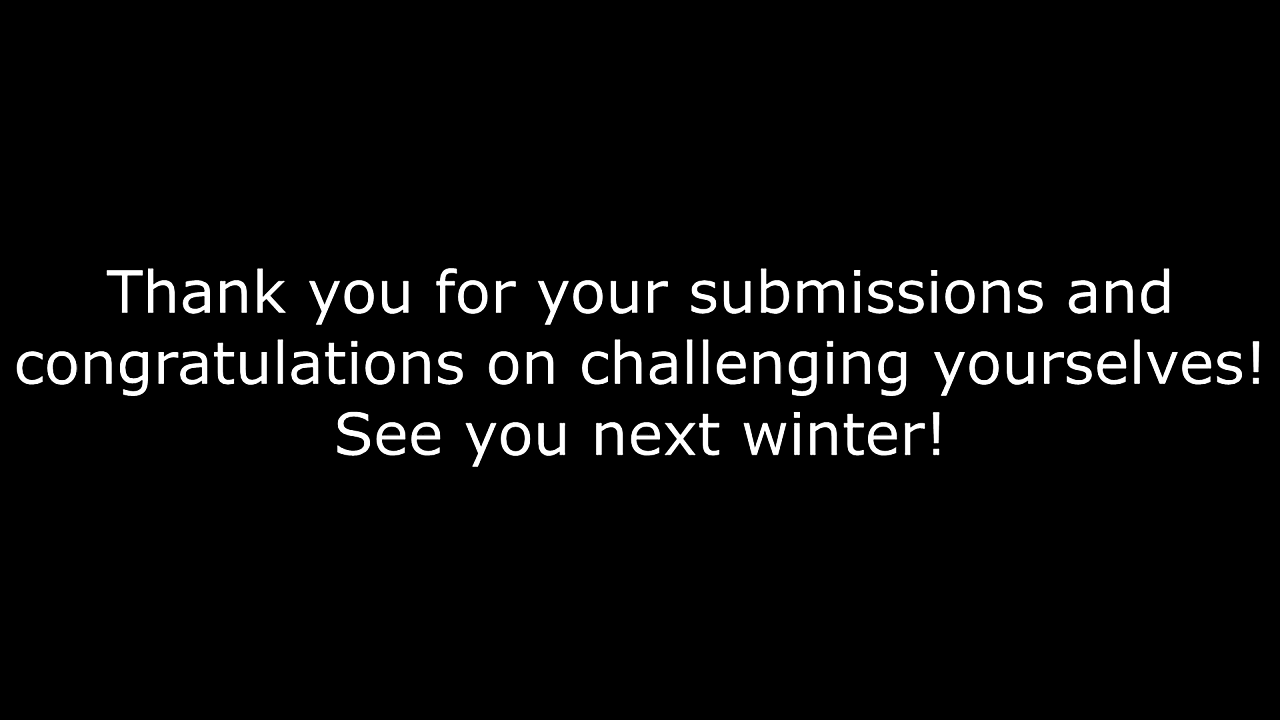 Thank you for your submissions and
congratulations on challenging yourselves!
See you next winter!